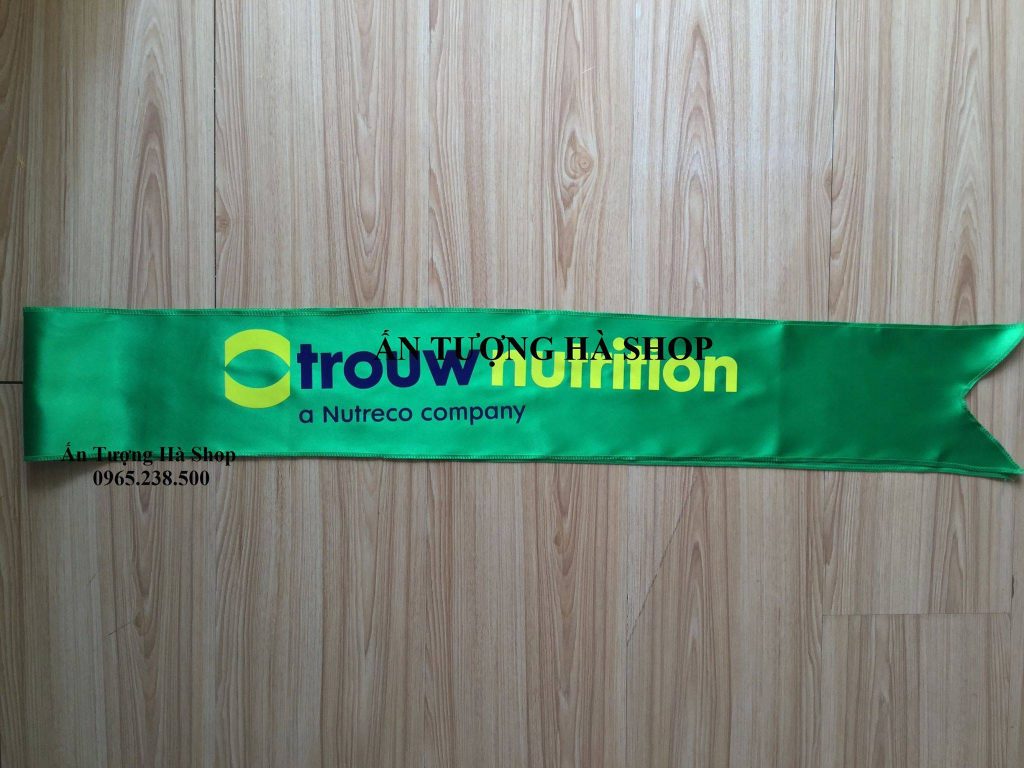 ẤN TƯỢNG HÀ SHOP
trouw nutrition
a Nutreco company
Ấn Tượng Hà Shop
0965.238.500